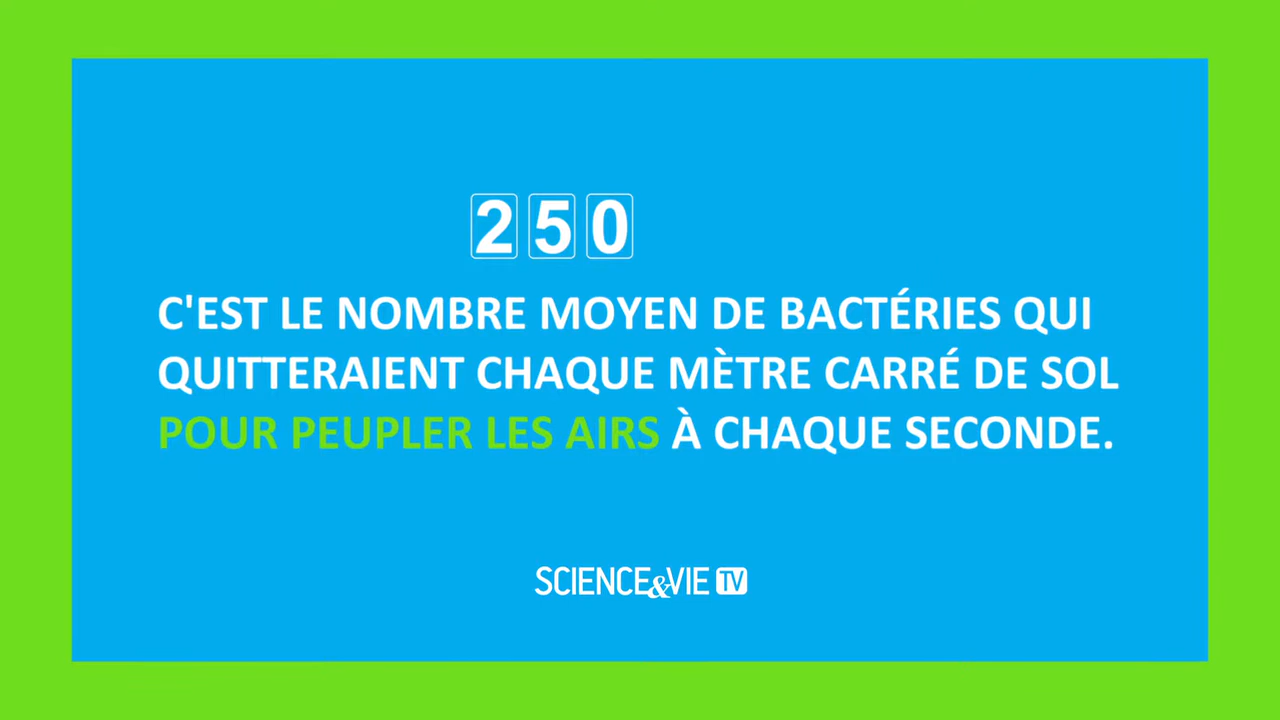 250
C'EST LE NOMBRE MOYEN DE BACTÉRIES QUI
QUITTERAIENT CHAQUE MÈTRE CARRÉ DE SOL
POUR PEUPLER LES AIRS À CHAQUE SECONDE.
SCIENCE&VIE TV